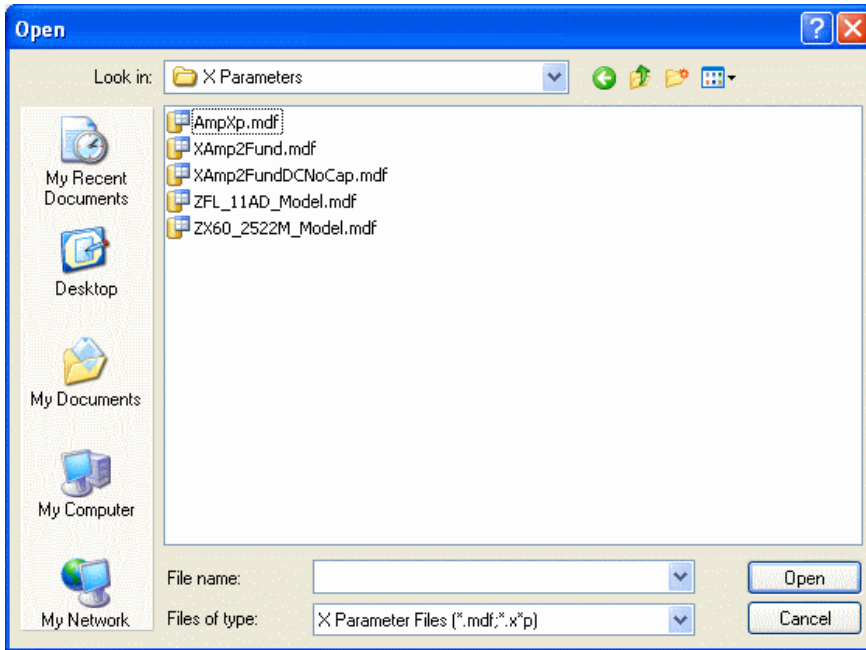 Open
Look in: X Parameters
AmpXp.mdf
XAmp2Fund.mdf
XAmp2FundDCNoCap.mdf
ZFL_11AD_Model.mdf
ZX60_2522M_Model.mdf
My Recent
Documents
Desktop
My Documents
My Computer
My Network
File name:
Open
Files of type: X Parameter Files (*.mdf;*.x*p)
Cancel